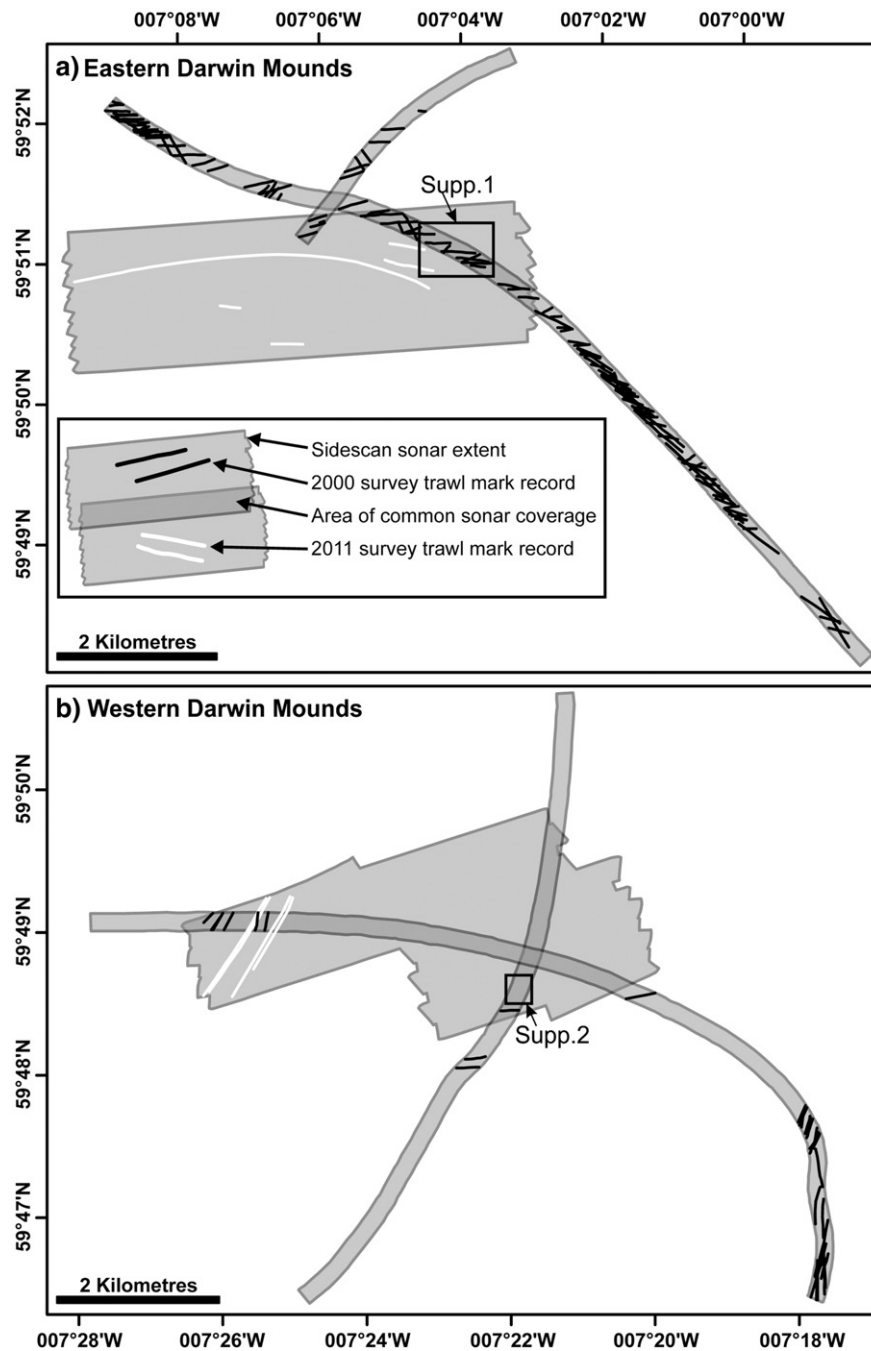 007°08'W 007°06'W 007°04'W 007°02'W 007°00'W
a) Eastern Darwin Mounds
59°52'N
Supp.1
59°51'N
59°50'N
Sidescan sonar extent
2000 survey trawl mark record
Area of common sonar coverage
2011 survey trawl mark record
59°49'N
2 Kilometres
b) Western Darwin Mounds
59°50'N
59°49'N
Supp.2
59°48'N
59°47'N
2 Kilometres
007°28'W 007°26'W 007°24'W 007°22'W 007°20'W 007°18'W